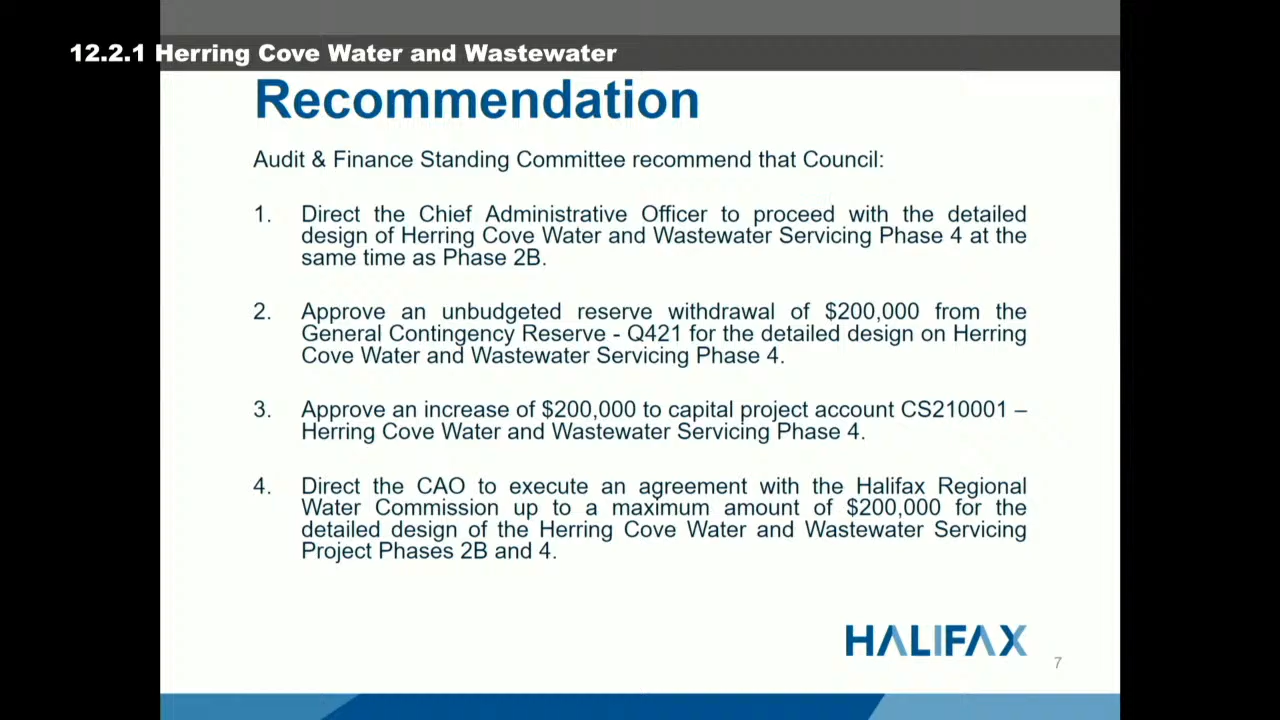 12.2.1 Herring Cove Water and Wastewater
Recommendation
Audit & Finance Standing Committee recommend that Council:
1. Direct the Chief Administrative Officer to proceed with the detailed
design of Herring Cove Water and Wastewater Servicing Phase 4 at the
same time as Phase 2B.
2. Approve an unbudgeted reserve withdrawal of $200,000 from the
General Contingency Reserve - Q421 for the detailed design on Herring
Cove Water and Wastewater Servicing Phase 4.
3. Approve an increase of $200,000 to capital project account CS210001 –
Herring Cove Water and Wastewater Servicing Phase 4.
4. Direct the CAO to execute an agreement with the Halifax Regional
Water Commission up to a maximum amount of $200,000 for the
detailed design of the Herring Cove Water and Wastewater Servicing
Project Phases 2B and 4.
HALIFAX
7